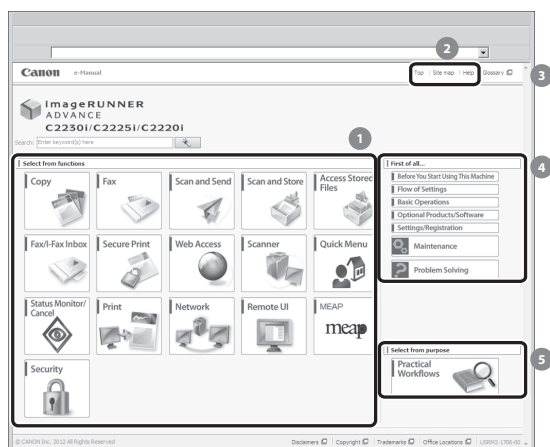 2
Canon e-Manual
Top | Site map | Help | Glossary
3
imageRUNNER
ADVANCE
C2230i/C2225i/C2220i
Search: Enter keyword(s) here
1
Select from functions
Copy
Fax
Scan and Send
Scan and Store
Access Stored
Files
Fax/I-Fax Inbox
Secure Print
Web Access
Scanner
Quick Menu
Status Monitor/
Cancel
Print
Network
Remote UI
MEAP
meap
Security
First of all...
4
Before You Start Using This Machine
Flow of Settings
Basic Operations
Optional Products/Software
Settings/Registration
Maintenance
Problem Solving
Select from purpose
5
Practical
Workflows
© CANON Inc. 2012 All Rights Reserved
Disclaimers | Copyright | Trademarks | Office Locations | USRM2-1706-00